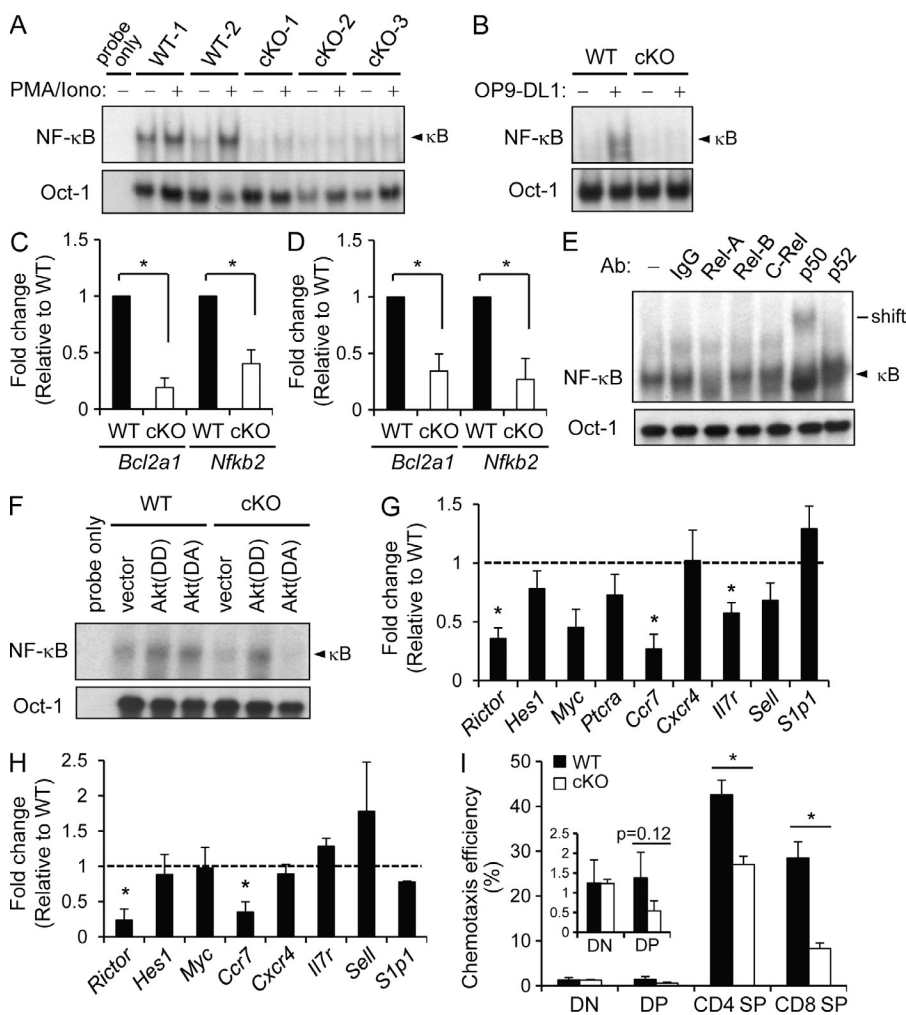 A
probe only
WT-1
WT-2
cKO-1
cKO-2
cKO-3
PMA/Iono: – + – + – + – + – +
NF-κB
κB
Oct-1
B
WT cKO
OP9-DL1: – + – +
NF-κB
κB
Oct-1
C
Fold change
(Relative to WT)
1.5
1
0.5
0
*
*
WT cKO WT cKO
Bcl2a1 Nfkb2
D
Fold change
(Relative to WT)
1.5
1
0.5
0
*
*
WT cKO WT cKO
Bcl2a1 Nfkb2
E
Ab: – IgG Rel-A Rel-B C-Rel p50 p52
shift
NF-κB
κB
Oct-1
F
WT cKO
probe only
vector
Akt(DD)
Akt(DA)
vector
Akt(DD)
Akt(DA)
NF-κB
κB
Oct-1
G
Fold change
(Relative to WT)
1.5
1
0.5
0
* * *
Rictor Hes1 Myc Ptcra Ccr7 Cxcr4 Il7r Sell S1p1
H
Fold change
(Relative to WT)
2.5
2
1.5
1
0.5
0
* *
Rictor Hes1 Myc Ccr7 Cxcr4 Il7r Sell S1p1
I
WT
cKO
Chemotaxis efficiency
(%)
50
40
30
20
10
0
*
*
2.5
2
1.5
1
0.5
0
p=0.12
DN DP
DN DP CD4 SP CD8 SP